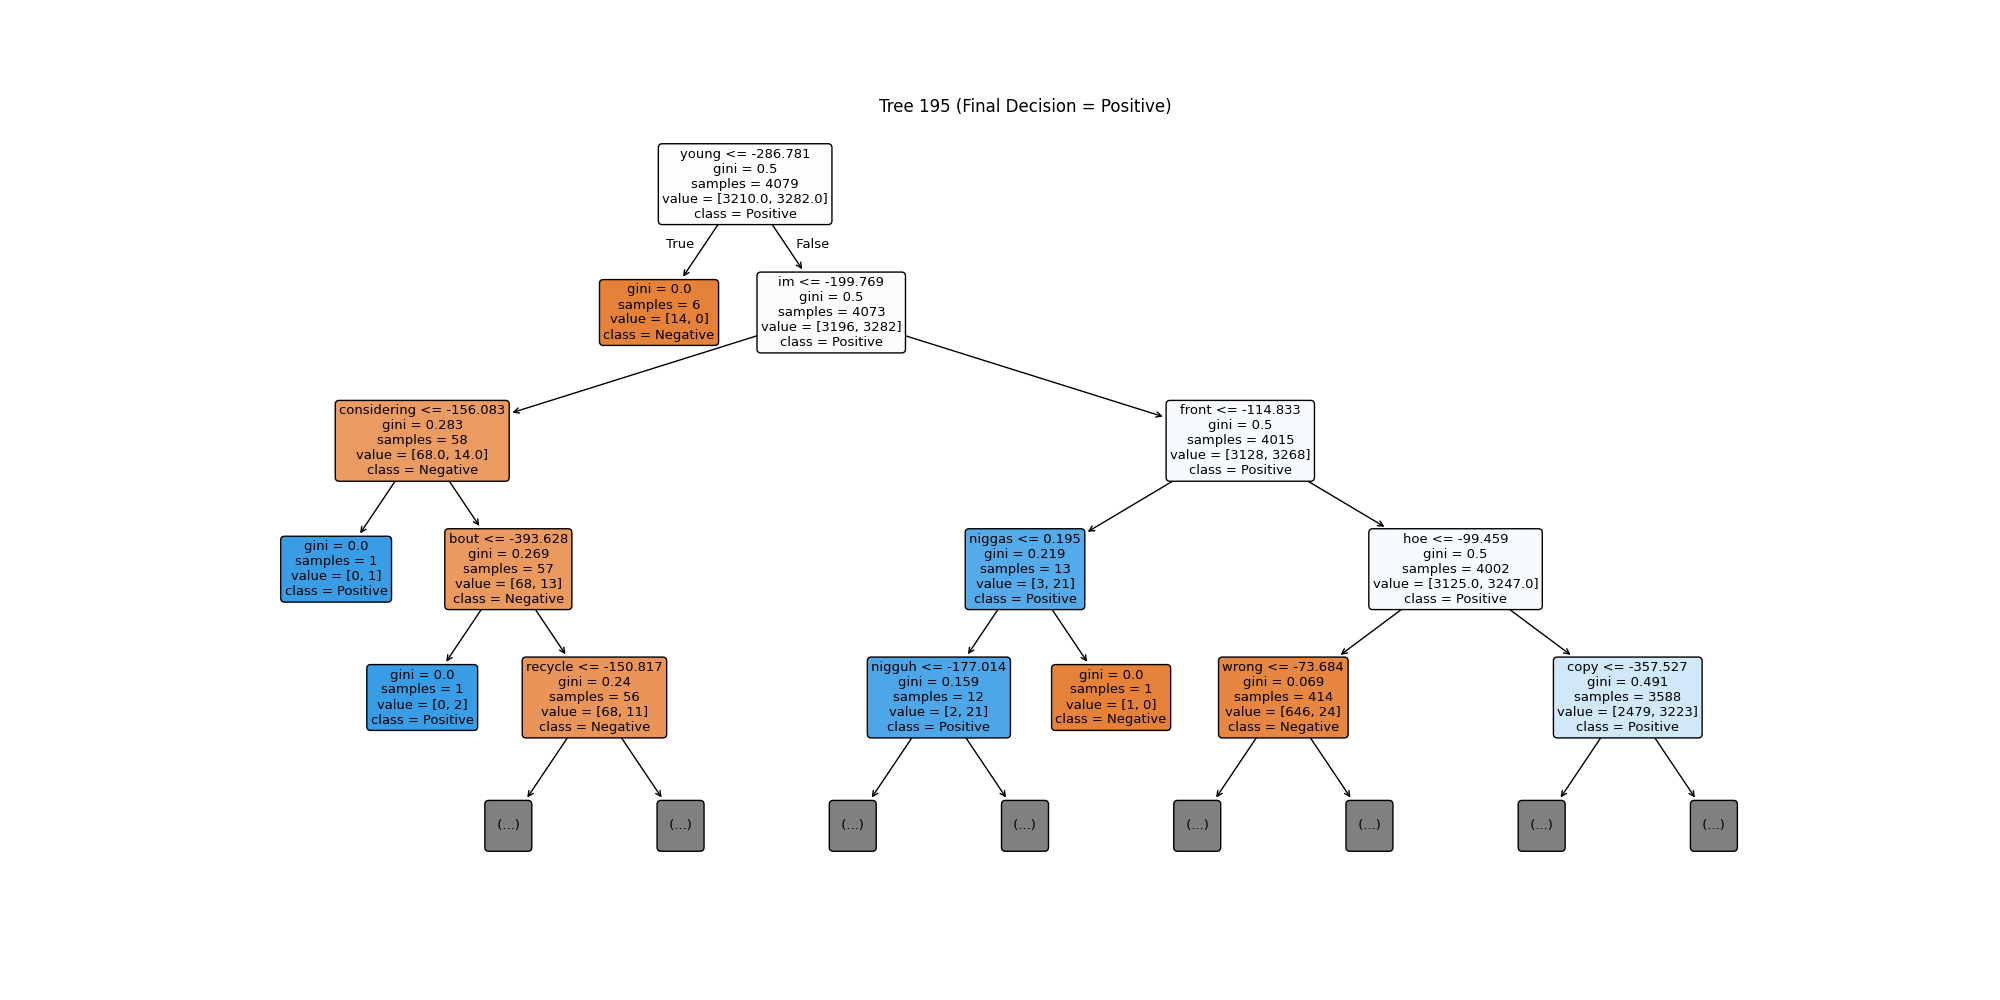 Tree 195 (Final Decision = Positive)
young <= -286.781
gini = 0.5
samples = 4079
value = [3210.0, 3282.0]
class = Positive
True
False
gini = 0.0
samples = 6
value = [14, 0]
class = Negative
im <= -199.769
gini = 0.5
samples = 4073
value = [3196, 3282]
class = Positive
considering <= -156.083
gini = 0.283
samples = 58
value = [68.0, 14.0]
class = Negative
front <= -114.833
gini = 0.5
samples = 4015
value = [3128, 3268]
class = Positive
gini = 0.0
samples = 1
value = [0, 1]
class = Positive
bout <= -393.628
gini = 0.269
samples = 57
value = [68, 13]
class = Negative
niggas <= 0.195
gini = 0.219
samples = 13
value = [3, 21]
class = Positive
hoe <= -99.459
gini = 0.5
samples = 4002
value = [3125.0, 3247.0]
class = Positive
gini = 0.0
samples = 1
value = [0, 2]
class = Positive
recycle <= -150.817
gini = 0.24
samples = 56
value = [68, 11]
class = Negative
nigguh <= -177.014
gini = 0.159
samples = 12
value = [2, 21]
class = Positive
gini = 0.0
samples = 1
value = [1, 0]
class = Negative
wrong <= -73.684
gini = 0.069
samples = 414
value = [646, 24]
class = Negative
copy <= -357.527
gini = 0.491
samples = 3588
value = [2479, 3223]
class = Positive
(...)
(...)
(...)
(...)
(...)
(...)
(...)
(...)